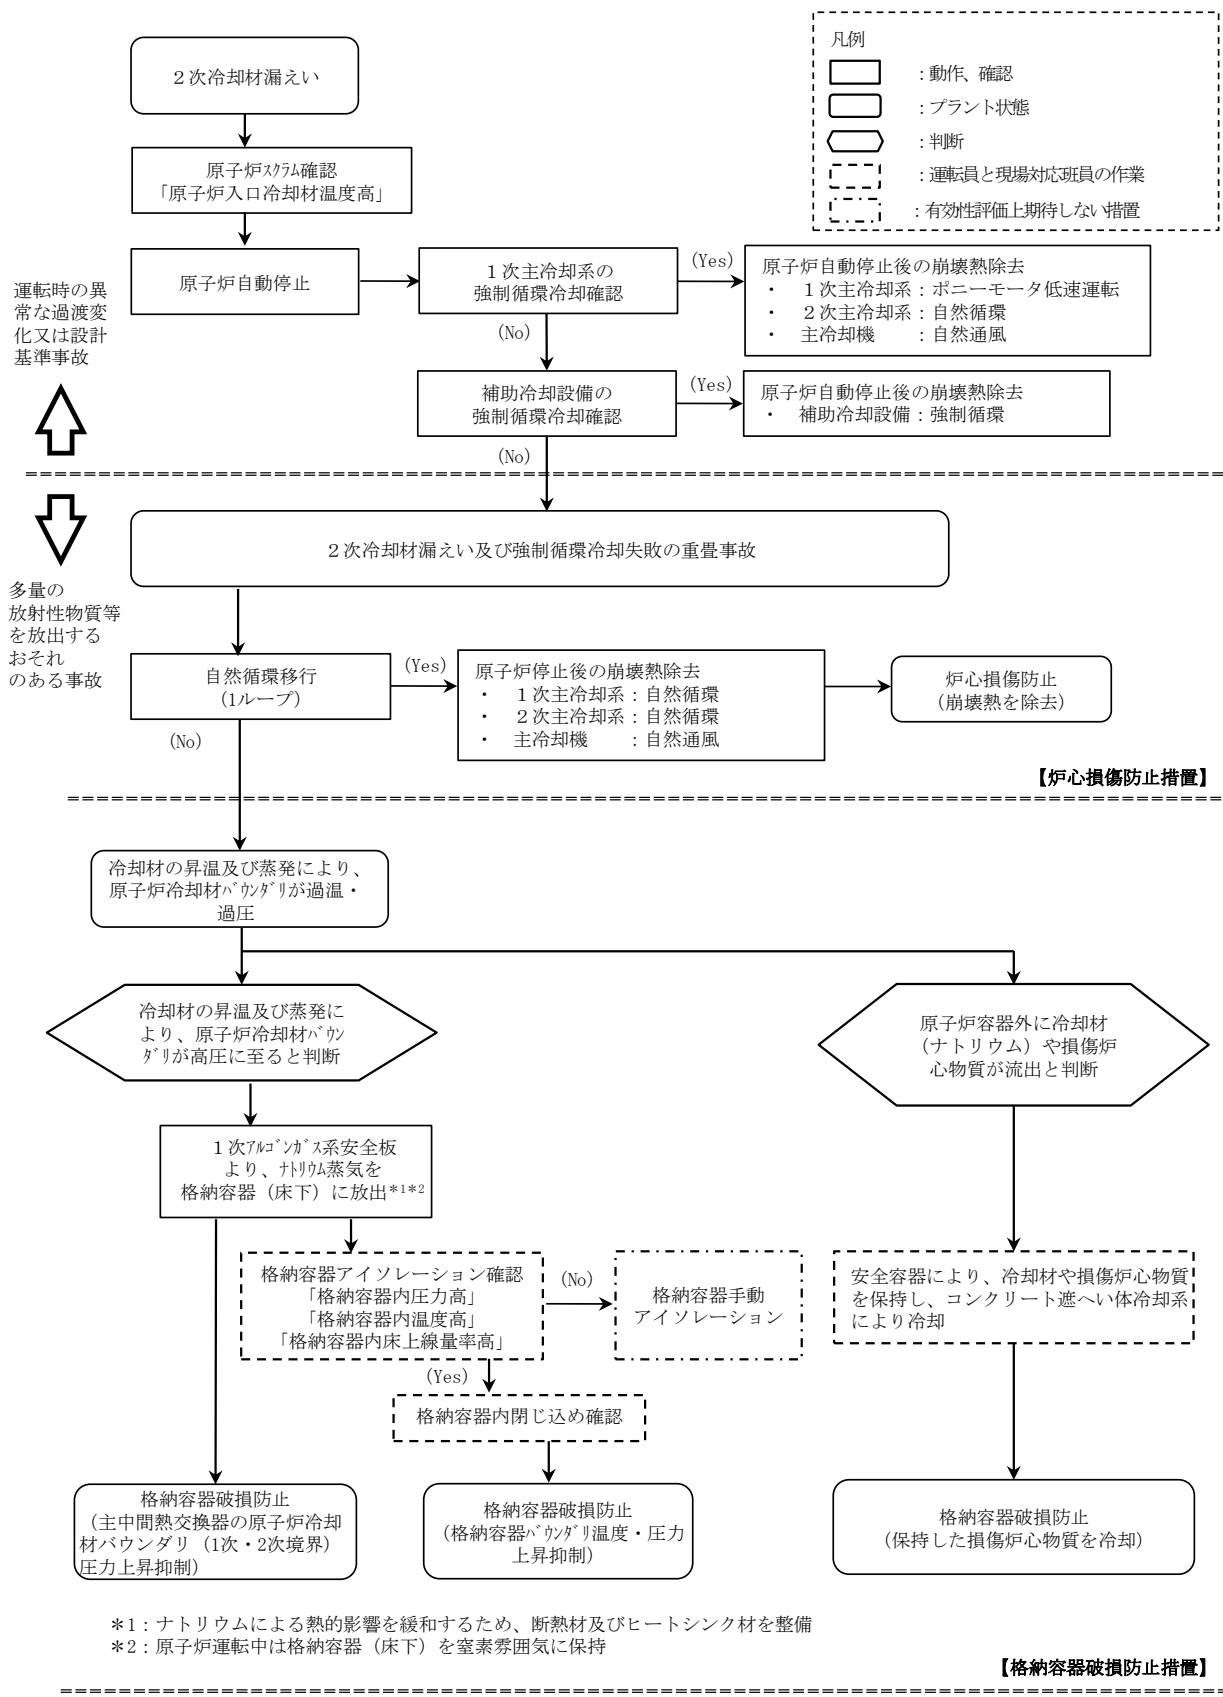 凡例
：動作、確認
：プラント状態
：判断
：運転員と現場対応班員の作業
：有効性評価上期待しない措置
２次冷却材漏えい
原子炉ｽｸﾗﾑ確認
「原子炉入口冷却材温度高」
原子炉自動停止
１次主冷却系の
強制循環冷却確認
(Yes)
原子炉自動停止後の崩壊熱除去
・　１次主冷却系：ポニーモータ低速運転
・　２次主冷却系：自然循環
・　主冷却機　　：自然通風
(No)
運転時の異
常な過渡変
化又は設計
基準事故
補助冷却設備の
強制循環冷却確認
(Yes)
原子炉自動停止後の崩壊熱除去
・　補助冷却設備：強制循環
(No)
２次冷却材漏えい及び強制循環冷却失敗の重畳事故
多量の
放射性物質等
を放出する
おそれ
のある事故
自然循環移行
(1ループ)
(Yes)
原子炉停止後の崩壊熱除去
・　１次主冷却系：自然循環
・　２次主冷却系：自然循環
・　主冷却機　　：自然通風
炉心損傷防止
(崩壊熱を除去)
(No)
【炉心損傷防止措置】
冷却材の昇温及び蒸発により、
原子炉冷却材ﾊﾞｳﾝﾀﾞﾘが過温・
過圧
冷却材の昇温及び蒸発に
より、原子炉冷却材ﾊﾞｳﾝ
ﾀﾞﾘが高圧に至ると判断
原子炉容器外に冷却材
（ナトリウム）や損傷炉
心物質が流出と判断
１次ｱﾙｺﾞﾝｶﾞｽ系安全板
より、ﾅﾄﾘｳﾑ蒸気を
格納容器（床下）に放出*1*2
格納容器アイソレーション確認
「格納容器内圧力高」
「格納容器内温度高」
「格納容器内床上線量率高」
(No)
格納容器手動
アイソレーション
安全容器により、冷却材や損傷炉心物質
を保持し、コンクリート遮へい体冷却系
により冷却
(Yes)
格納容器内閉じ込め確認
格納容器破損防止
(主中間熱交換器の原子炉冷却
材バウンダリ（1次・2次境界）
圧力上昇抑制)
格納容器破損防止
(格納容器ﾊﾞｳﾝﾀﾞﾘ温度・圧力
上昇抑制)
格納容器破損防止
(保持した損傷炉心物質を冷却)
＊1：ナトリウムによる熱的影響を緩和するため、断熱材及びヒートシンク材を整備
＊2：原子炉運転中は格納容器（床下）を窒素雰囲気に保持
【格納容器破損防止措置】